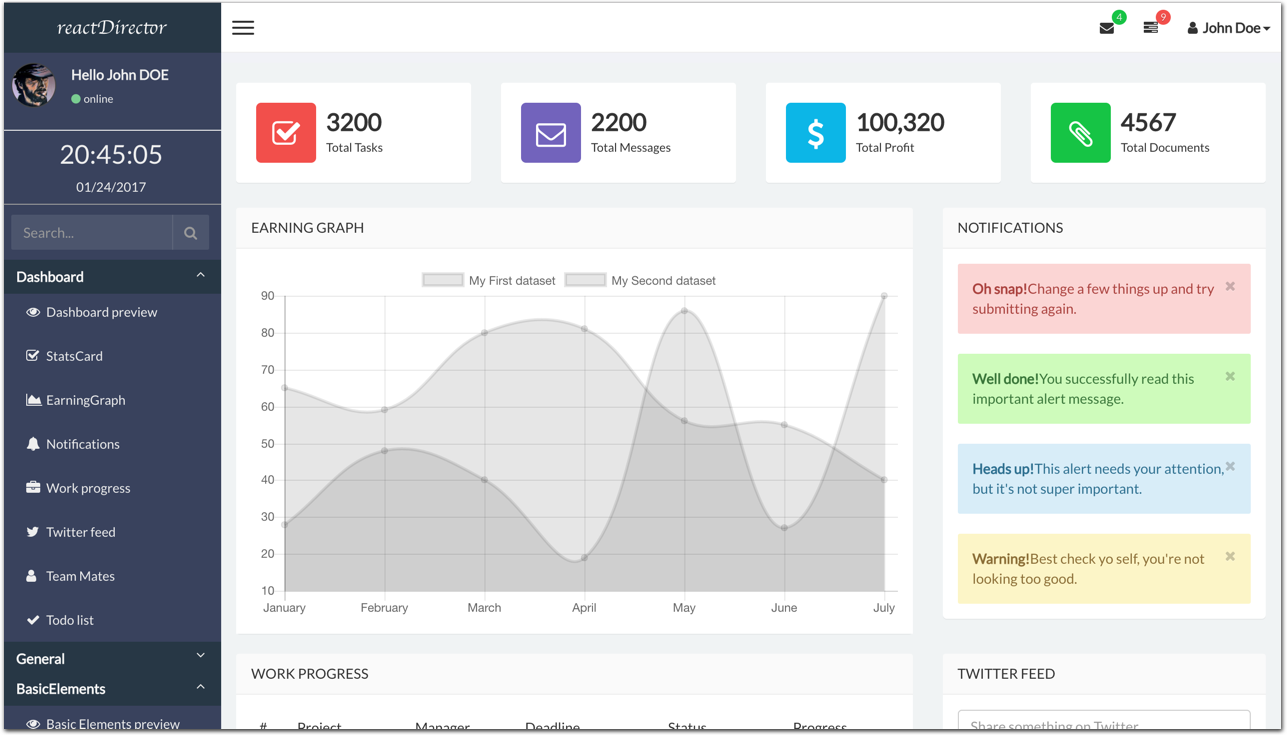 reactDirector
4
9
John Doe
Hello John DOE
online
20:45:05
01/24/2017
Search...
Dashboard
Dashboard preview
StatsCard
EarningGraph
Notifications
Work progress
Twitter feed
Team Mates
Todo list
General
BasicElements
Basic Elements preview
3200
Total Tasks
2200
Total Messages
100,320
Total Profit
4567
Total Documents
EARNING GRAPH
My First dataset
My Second dataset
90
80
70
60
50
40
30
20
10
January
February
March
April
May
June
July
NOTIFICATIONS
Oh snap!Change a few things up and try
submitting again.
Well done!You successfully read this
important alert message.
Heads up!This alert needs your attention,
but it's not super important.
Warning!Best check yo self, you're not
looking too good.
WORK PROGRESS
# Project Manager Deadline Status Progress
TWITTER FEED
Share something on Twitter